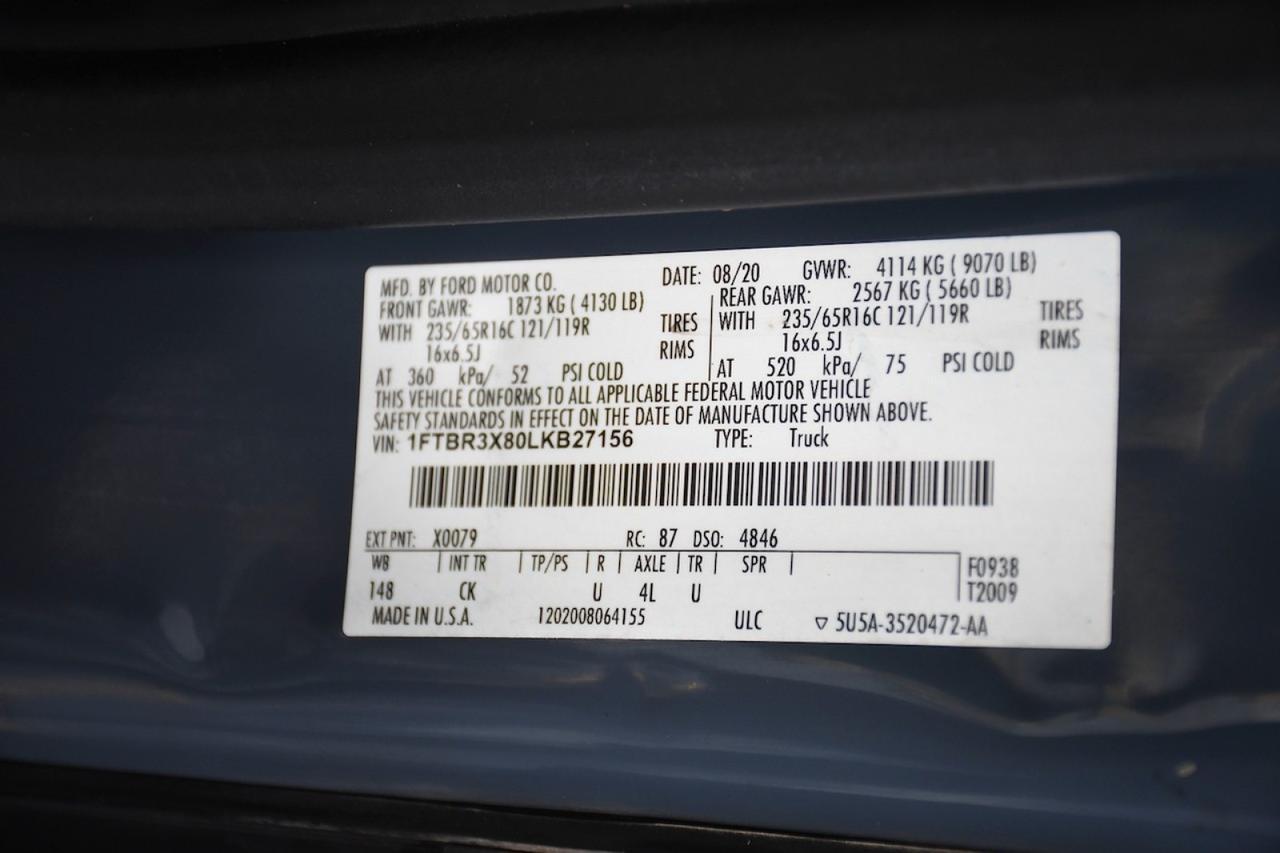 MFD. BY FORD MOTOR CO. DATE: 08/20 GVWR: 4114 KG ( 9070 LB)
FRONT GAWR: 1873 KG ( 4130 LB) REAR GAWR: 2567 KG ( 5660 LB)
WITH 235/65R16C 121/119R TIRES WITH 235/65R16C 121/119R TIRES
16x6.5J RIMS 16x6.5J RIMS
AT 360 kPa/ 52 PSI COLD AT 520 kPa/ 75 PSI COLD
THIS VEHICLE CONFORMS TO ALL APPLICABLE FEDERAL MOTOR VEHICLE
SAFETY STANDARDS IN EFFECT ON THE DATE OF MANUFACTURE SHOWN ABOVE.
VIN: 1FTBR3X80LKB27156 TYPE: Truck
EXT PNT: X0079 RC: 87 DSO: 4846
WB INT TR TP/PS R AXLE TR SPR F0938
148 CK U 4L U T2009
MADE IN U.S.A. 1202008064155 ULC ▽ 5U5A-3520472-AA